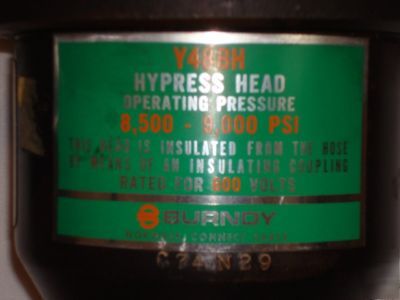 HYPRESS HEAD
OPERATING PRESSURE
8,500 - 9,000 PSI
THIS HEAD IS INSULATED FROM THE HOSE
BY MEANS OF AN INSULATING COUPLING
RATED FOR 600 VOLTS
BURNDY
C74N29